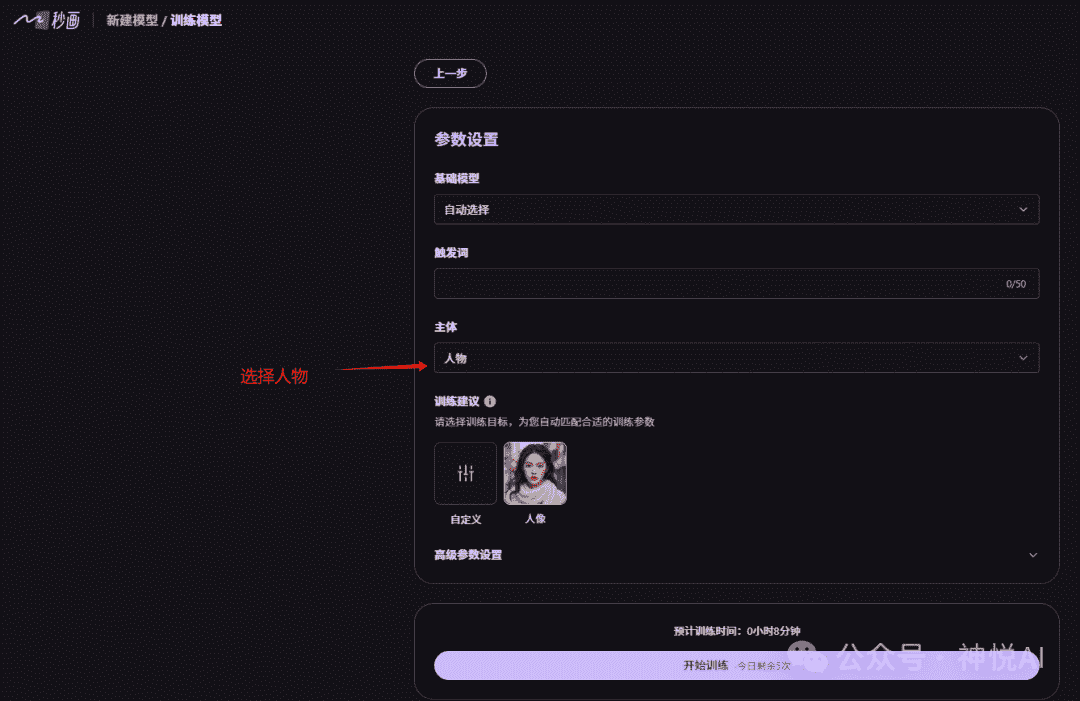 秒画 新建模型 / 训练模型
上一步
参数设置
基础模型
自动选择
触发词
0/50
主体
人物
选择人物
训练建议
请选择训练目标，为您自动匹配合适的训练参数
自定义 人像
高级参数设置
预计训练时间：0小时8分钟
开始训练 今日剩余5次
公众号 · 神悦AI